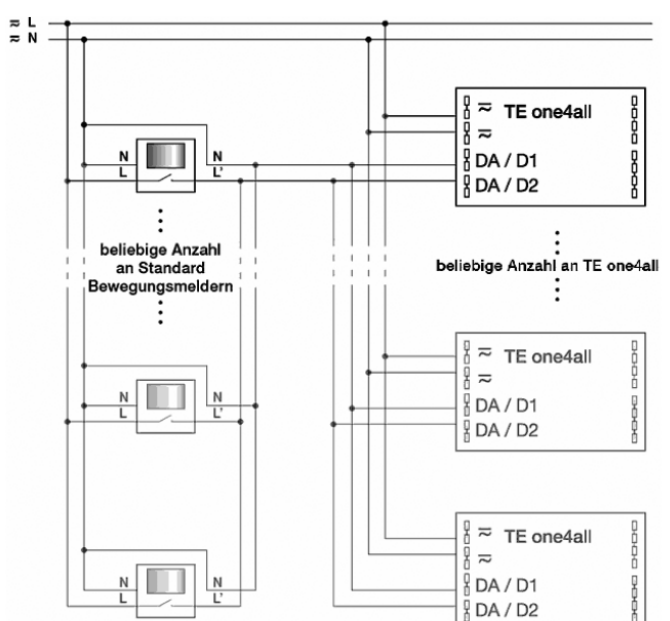 ≂ L
≂ N
≂ TE one4all
≂
N
L
N
L'
DA / D1
DA / D2
beliebige Anzahl
an Standard
Bewegungsmeldern
beliebige Anzahl an TE one4all
≂ TE one4all
≂
N
L
N
L'
DA / D1
DA / D2
≂ TE one4all
≂
N
L
N
L'
DA / D1
DA / D2